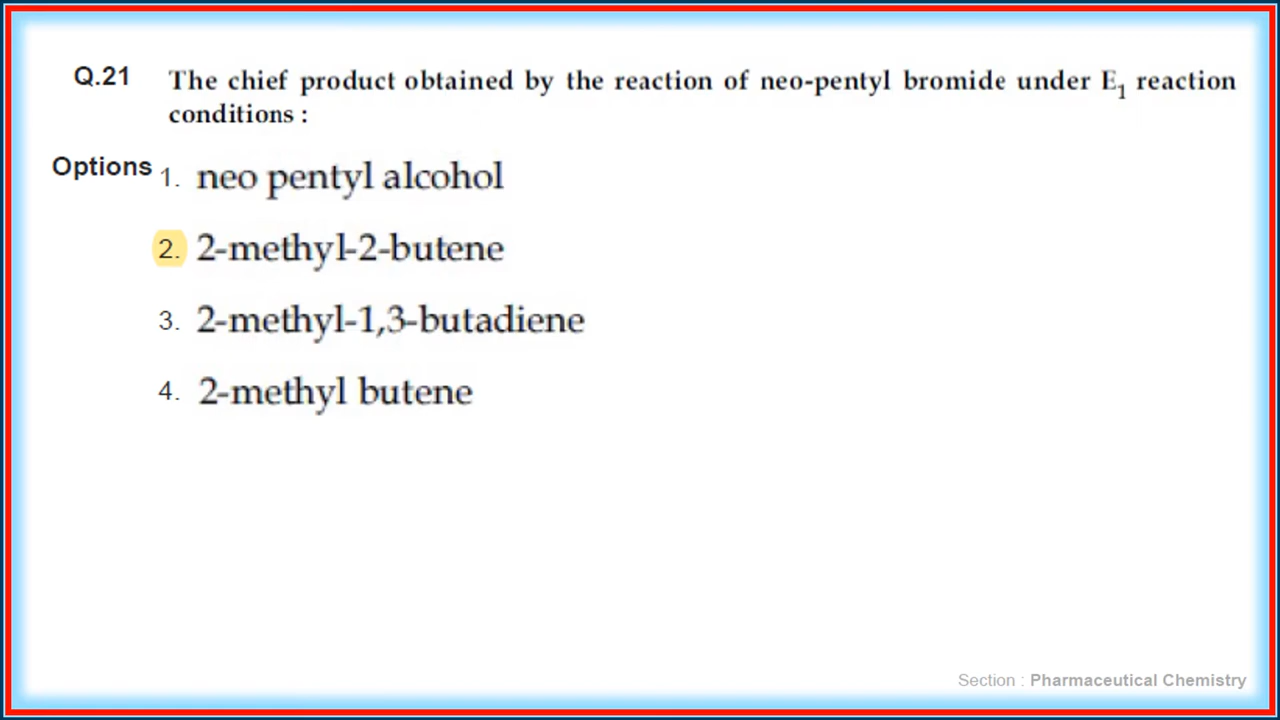 Q.21 The chief product obtained by the reaction of neo-pentyl bromide under E₁ reaction
conditions :
Options 1. neo pentyl alcohol
2. 2-methyl-2-butene
3. 2-methyl-1,3-butadiene
4. 2-methyl butene
Section : Pharmaceutical Chemistry